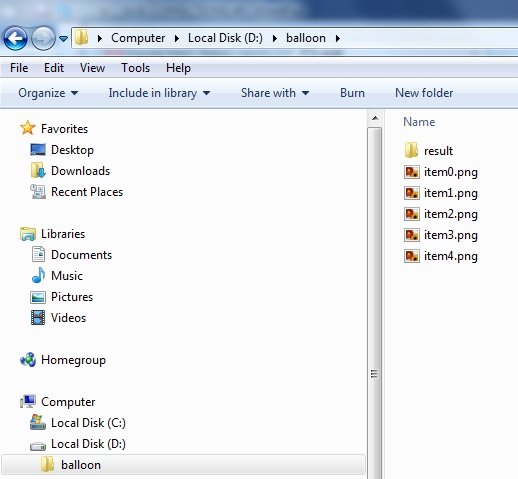 Computer Local Disk (D:) balloon
File Edit View Tools Help
Organize Include in library Share with Burn New folder
Favorites
Desktop
Downloads
Recent Places
Libraries
Documents
Music
Pictures
Videos
Homegroup
Computer
Local Disk (C:)
Local Disk (D:)
balloon
Name
result
item0.png
item1.png
item2.png
item3.png
item4.png